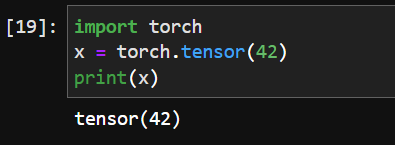 [19]: import torch
x = torch.tensor(42)
print(x)
tensor(42)